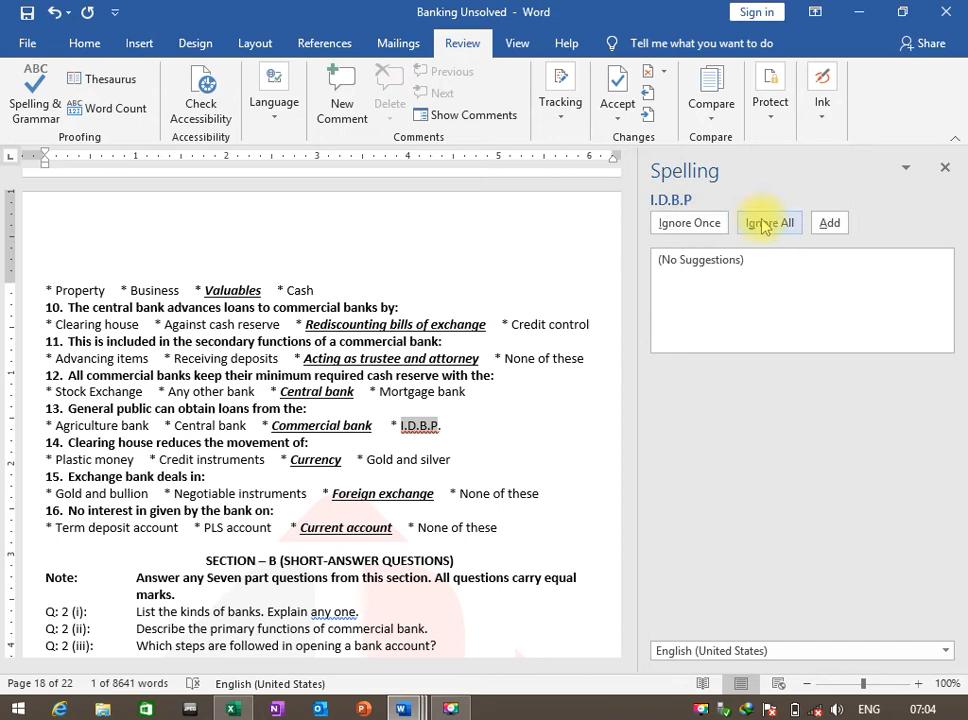 Banking Unsolved - Word
Sign in
File Home Insert Design Layout References Mailings Review View Help Tell me what you want to do Share
ABC Spelling & Grammar
Thesaurus
ABC 123 Word Count
Proofing
Check Accessibility
Accessibility
Language
New Comment
Delete
Previous
Next
Show Comments
Comments
Tracking
Accept
Changes
Compare
Compare
Protect
Ink
Spelling
I.D.B.P
Ignore Once Ignore All Add
(No Suggestions)
English (United States)
* Property * Business * Valuables * Cash
10. The central bank advances loans to commercial banks by:
* Clearing house * Against cash reserve * Rediscounting bills of exchange * Credit control
11. This is included in the secondary functions of a commercial bank:
* Advancing items * Receiving deposits * Acting as trustee and attorney * None of these
12. All commercial banks keep their minimum required cash reserve with the:
* Stock Exchange * Any other bank * Central bank * Mortgage bank
13. General public can obtain loans from the:
* Agriculture bank * Central bank * Commercial bank * I.D.B.P.
14. Clearing house reduces the movement of:
* Plastic money * Credit instruments * Currency * Gold and silver
15. Exchange bank deals in:
* Gold and bullion * Negotiable instruments * Foreign exchange * None of these
16. No interest in given by the bank on:
* Term deposit account * PLS account * Current account * None of these
SECTION – B (SHORT-ANSWER QUESTIONS)
Note: Answer any Seven part questions from this section. All questions carry equal
marks.
Q: 2 (i): List the kinds of banks. Explain any one.
Q: 2 (ii): Describe the primary functions of commercial bank.
Q: 2 (iii): Which steps are followed in opening a bank account?
Page 18 of 22 1 of 8641 words English (United States) 100%
ENG 07:04